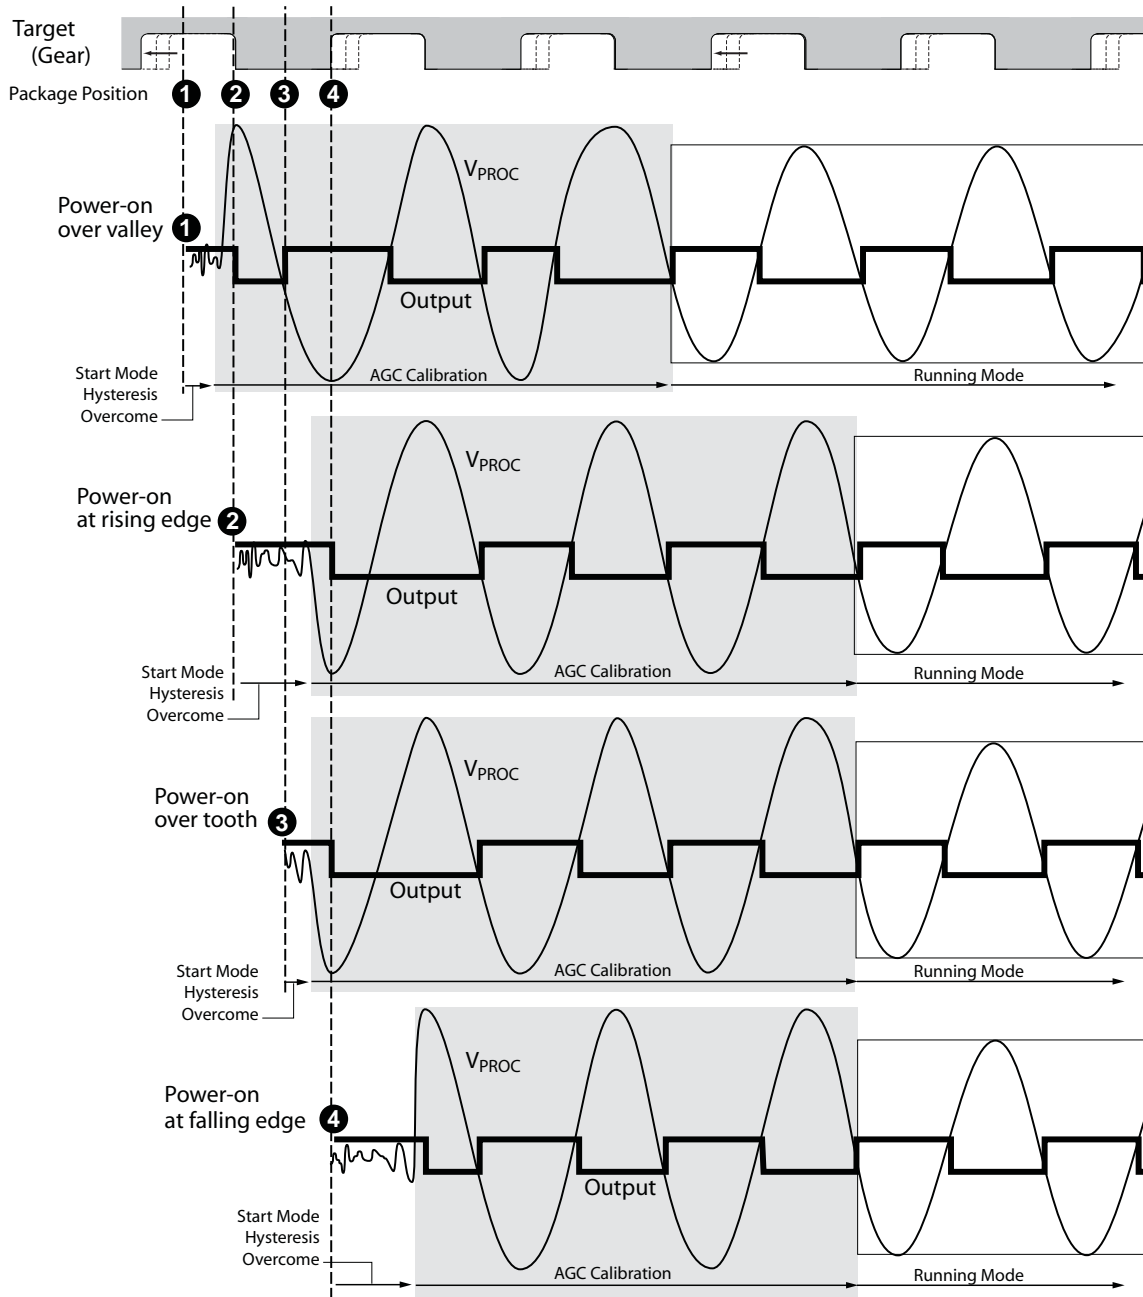 Target
(Gear)
Package Position
1 2 3 4
VPROC
Power-on
over valley
1
Output
Start Mode
Hysteresis
Overcome
AGC Calibration
Running Mode
VPROC
Power-on
at rising edge
2
Output
Start Mode
Hysteresis
Overcome
AGC Calibration
Running Mode
VPROC
Power-on
over tooth
3
Output
Start Mode
Hysteresis
Overcome
AGC Calibration
Running Mode
VPROC
Power-on
at falling edge
4
Output
Start Mode
Hysteresis
Overcome
AGC Calibration
Running Mode